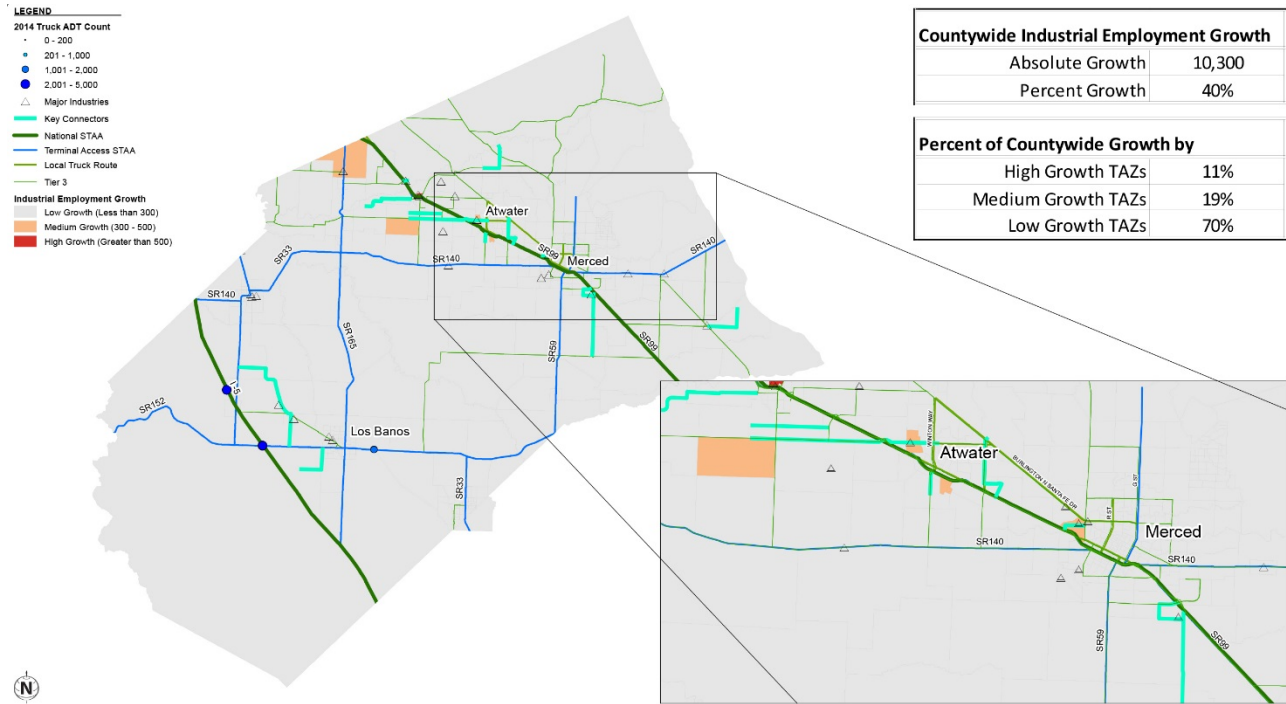 LEGEND
2014 Truck ADT Count
0 - 200
201 - 1,000
1,001 - 2,000
2,001 - 5,000
Major Industries
Key Connectors
National STAA
Terminal Access STAA
Local Truck Route
Tier 3
Industrial Employment Growth
Low Growth (Less than 300)
Medium Growth (300 - 500)
High Growth (Greater than 500)
Countywide Industrial Employment Growth
Absolute Growth 10,300
Percent Growth 40%
Percent of Countywide Growth by
High Growth TAZs 11%
Medium Growth TAZs 19%
Low Growth TAZs 70%
Atwater
SR99
Merced
SR140
SR140
SR33
SR140
SR165
SR59
SR99
I-5
SR152
Los Banos
SR33
WINTON WAY
Atwater
BURLINGTON N SANTA FE DR
G ST
R ST
Merced
SR140
SR140
SR59
SR99
N